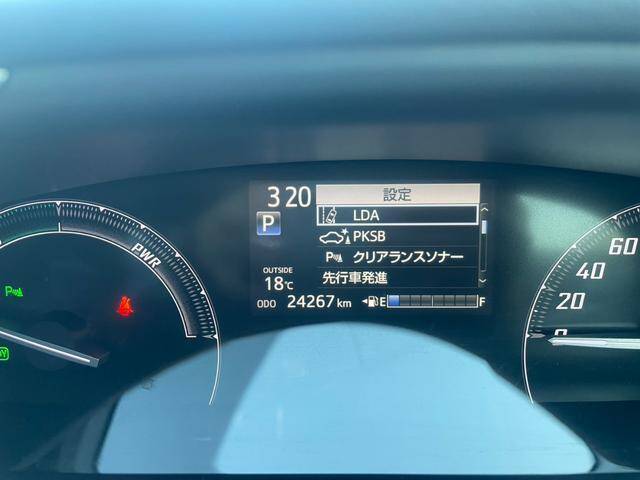 3:20
設定
P
LDA
PKSB
P クリアランスソナー
先行車発進
OUTSIDE
18℃
ODO 24267 km
E F
PWR
P
60
40
20
0